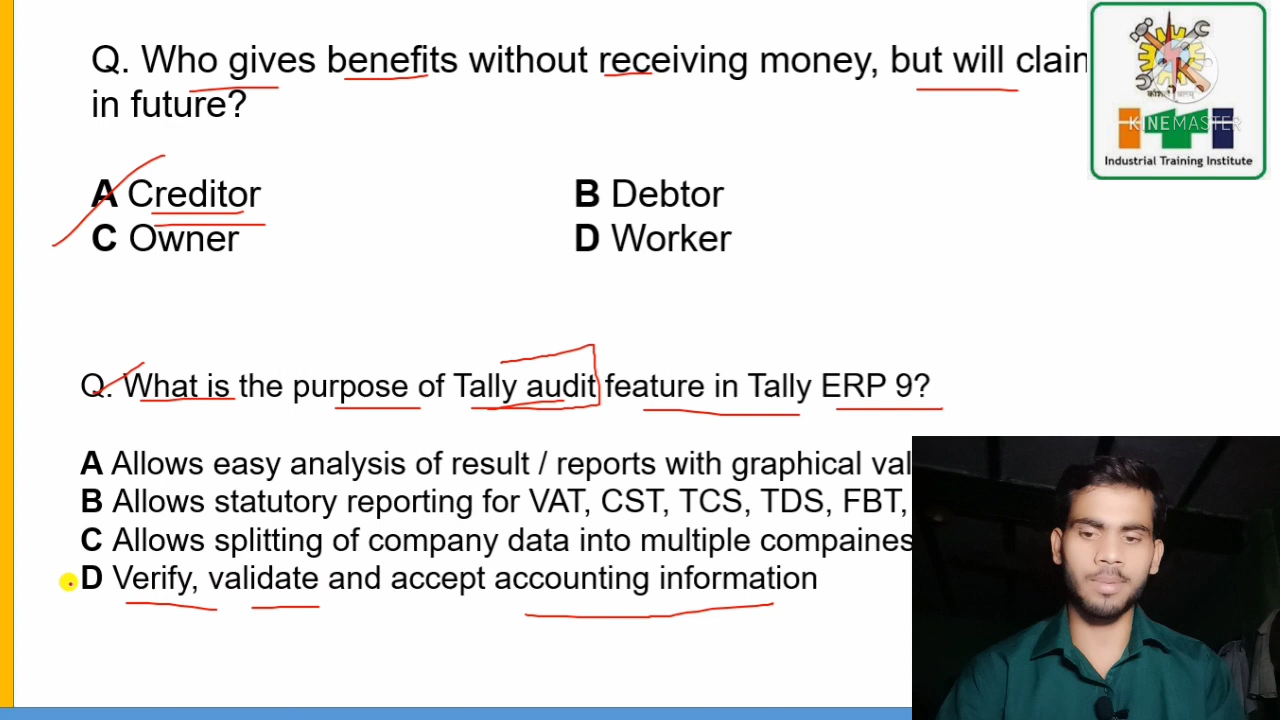 Q. Who gives benefits without receiving money, but will claim
in future?
A Creditor
B Debtor
C Owner
D Worker
KINEMASTER
Industrial Training Institute
Q. What is the purpose of Tally audit feature in Tally ERP 9?
A Allows easy analysis of result / reports with graphical
B Allows statutory reporting for VAT, CST, TCS, TDS, FBT,
C Allows splitting of company data into multiple compaines
D Verify, validate and accept accounting information